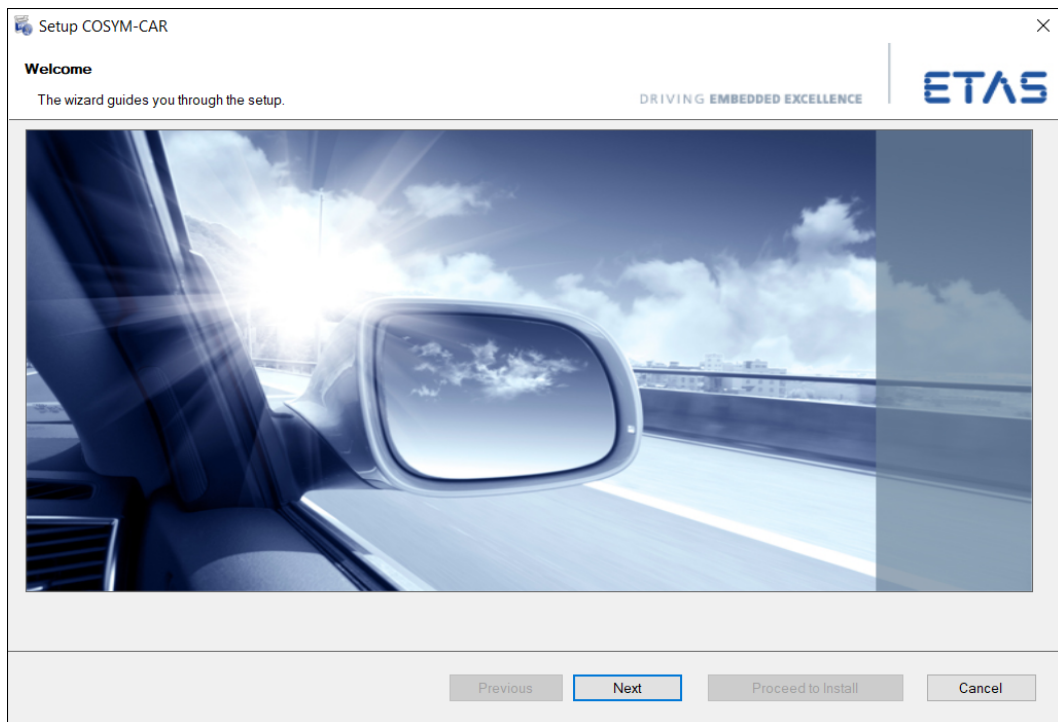 Setup COSYM-CAR
Welcome
The wizard guides you through the setup.
DRIVING EMBEDDED EXCELLENCE
ETAS
Previous
Next
Proceed to Install
Cancel